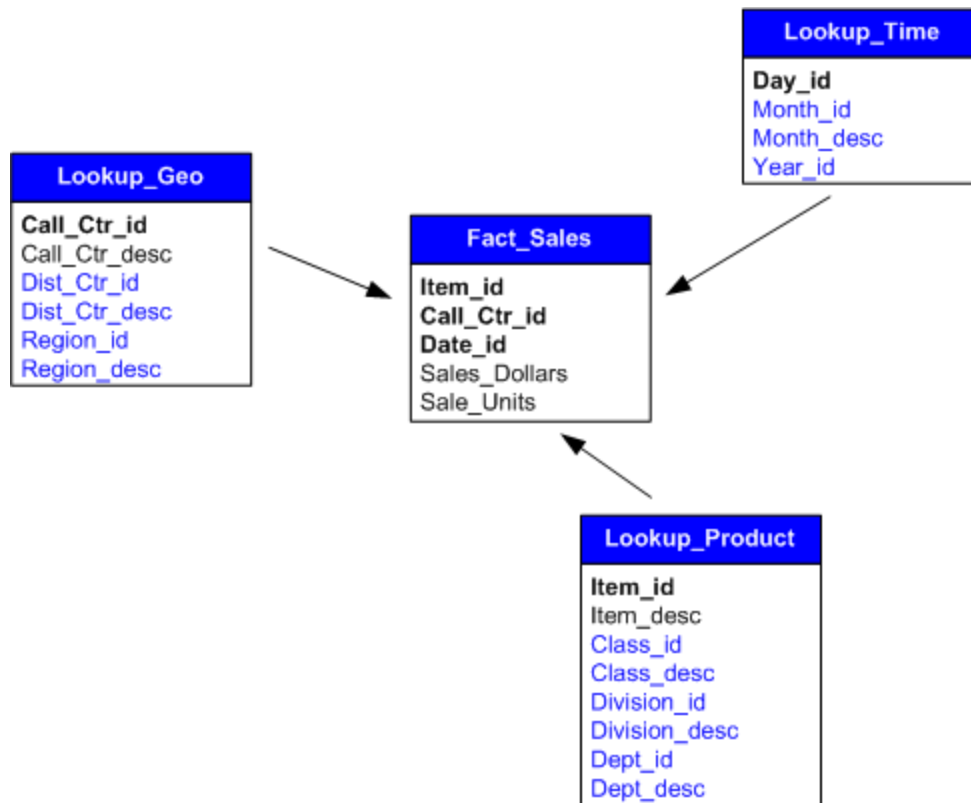 Lookup_Time
Day_id
Month_id
Month_desc
Year_id
Lookup_Geo
Call_Ctr_id
Call_Ctr_desc
Dist_Ctr_id
Dist_Ctr_desc
Region_id
Region_desc
Fact_Sales
Item_id
Call_Ctr_id
Date_id
Sales_Dollars
Sale_Units
Lookup_Product
Item_id
Item_desc
Class_id
Class_desc
Division_id
Division_desc
Dept_id
Dept_desc